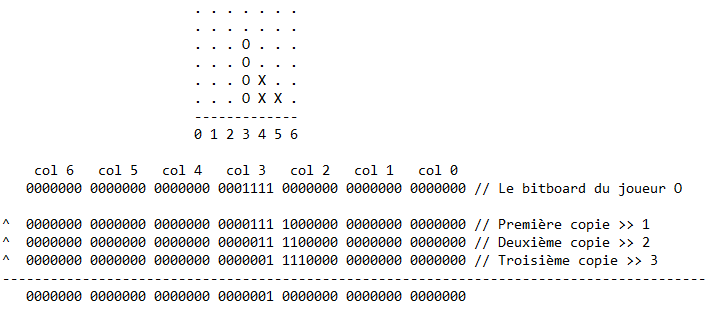 . . . . . . .
. . . . . . .
. . . O . . .
. . . O . . .
. . . O X . .
. . . O X X .
-------------
0 1 2 3 4 5 6
col 6 col 5 col 4 col 3 col 2 col 1 col 0
0000000 0000000 0000000 0001111 0000000 0000000 0000000 // Le bitboard du joueur O
^ 0000000 0000000 0000000 0000111 1000000 0000000 0000000 // Première copie >> 1
^ 0000000 0000000 0000000 0000011 1100000 0000000 0000000 // Deuxième copie >> 2
^ 0000000 0000000 0000000 0000001 1110000 0000000 0000000 // Troisième copie >> 3
----------------------------------------------------------------------------------------
0000000 0000000 0000000 0000001 0000000 0000000 0000000